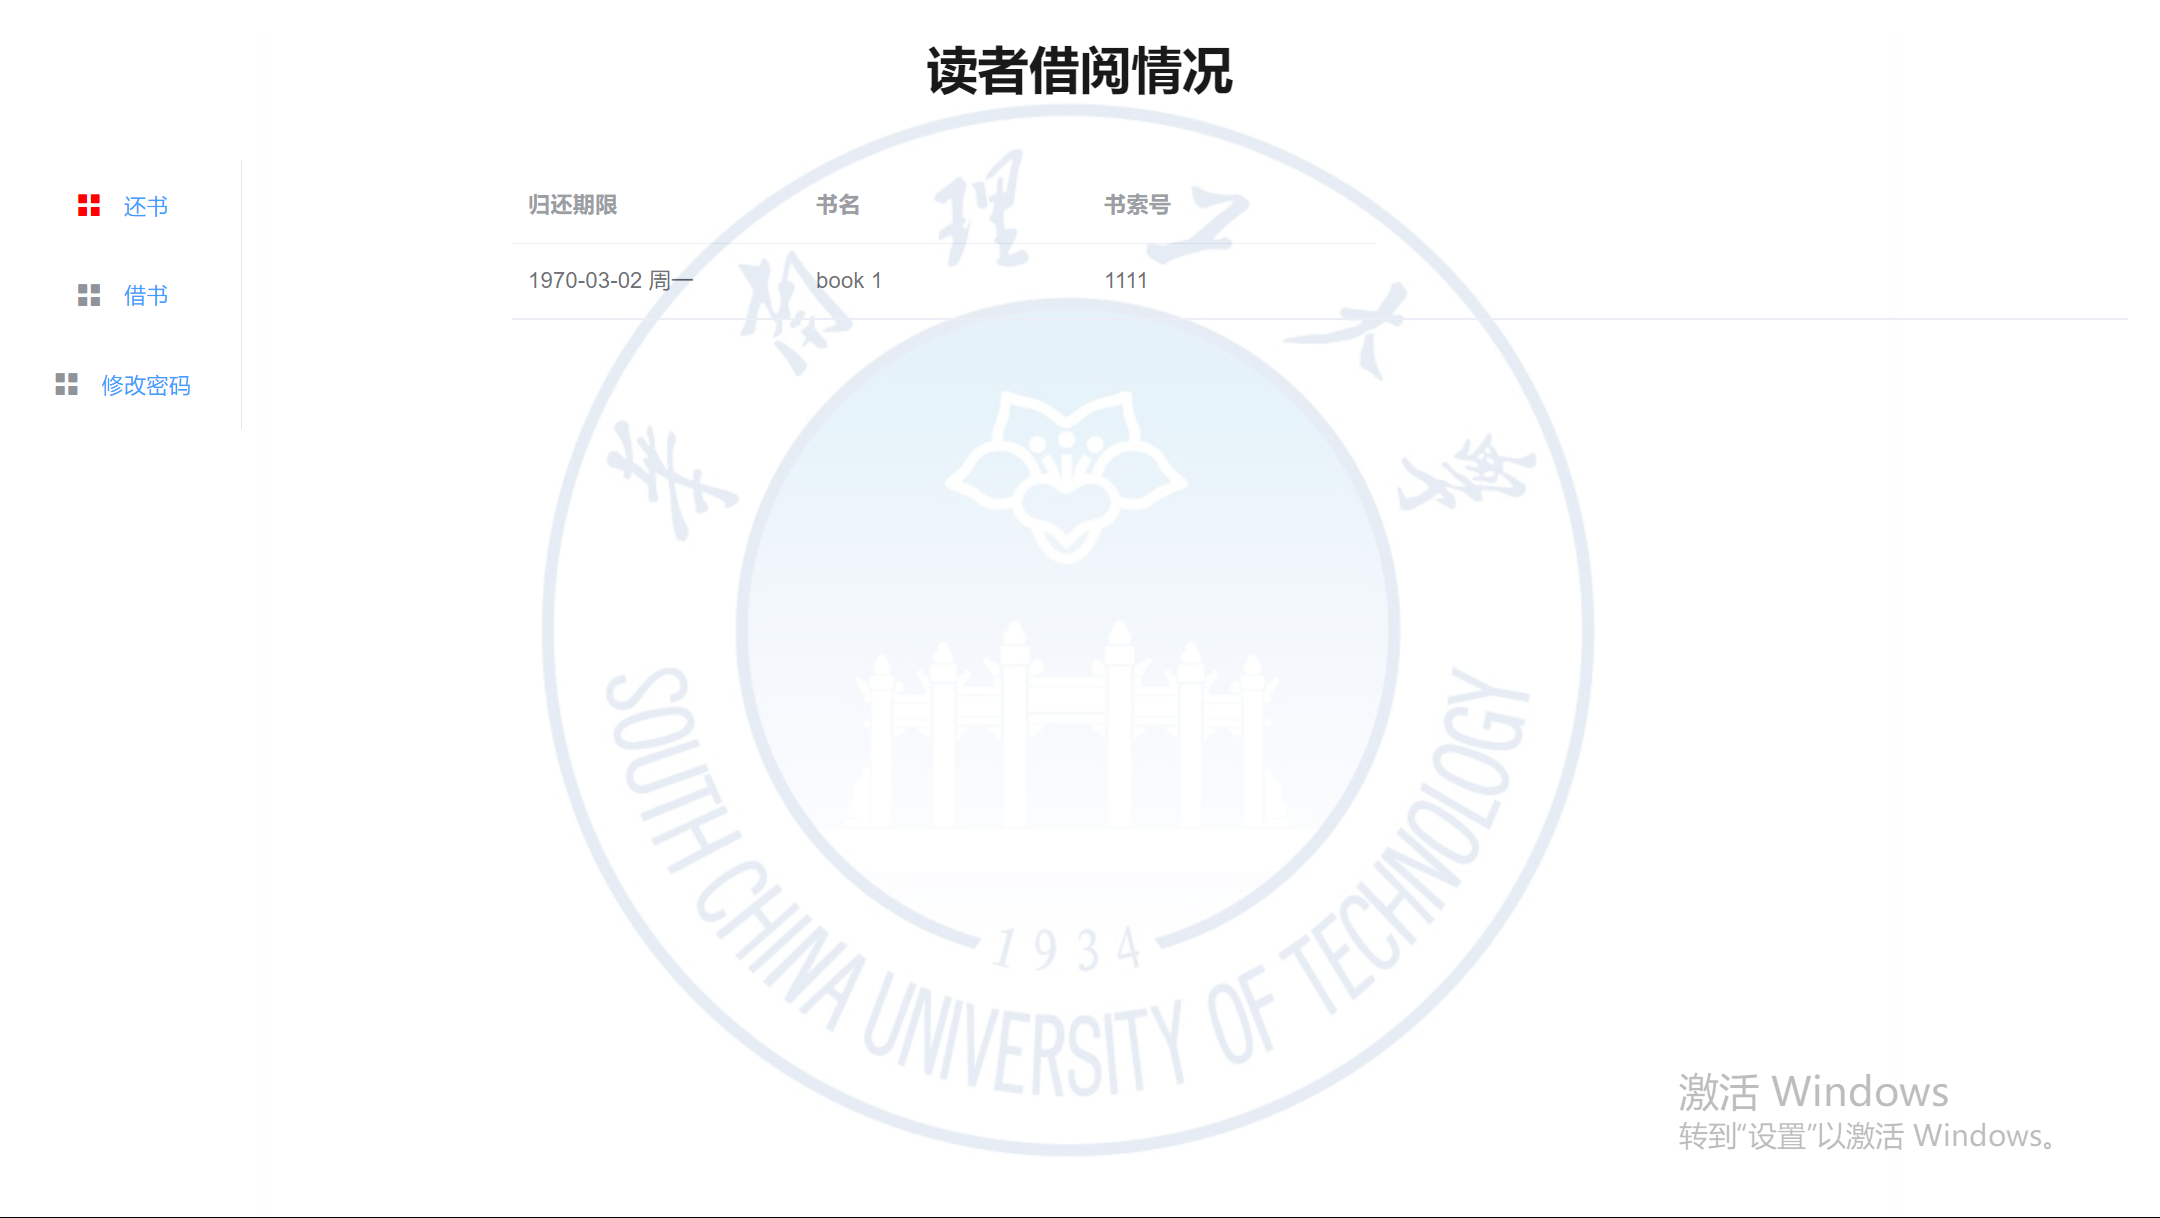 读者借阅情况
还书
借书
修改密码
归还期限 书名 书索号
1970-03-02 周一 book 1 1111
华南理工大学
1934
SOUTH CHINA UNIVERSITY OF TECHNOLOGY
激活 Windows
转到“设置”以激活 Windows。